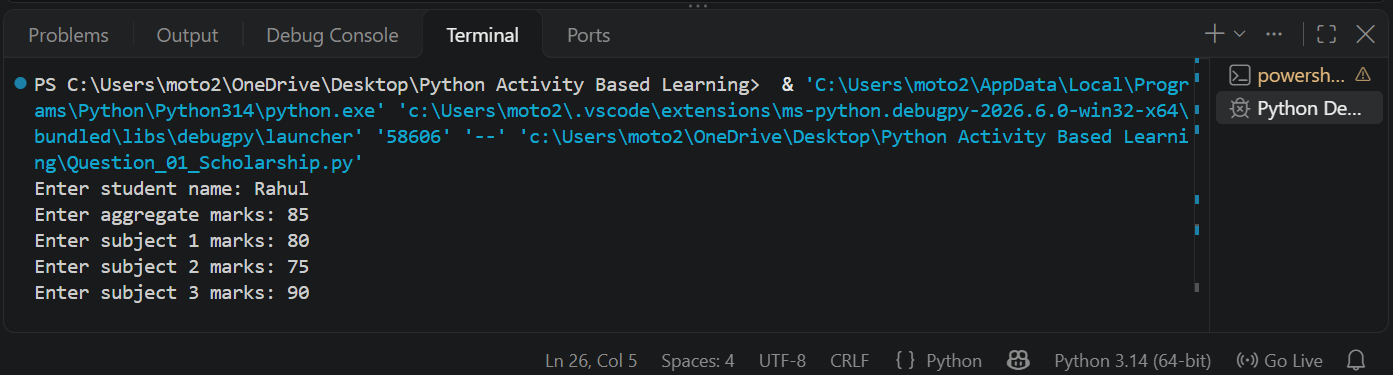 Problems Output Debug Console Terminal Ports
PS C:\Users\moto2\OneDrive\Desktop\Python Activity Based Learning>  & 'C:\Users\moto2\AppData\Local\Progr
ams\Python\Python314\python.exe' 'c:\Users\moto2\.vscode\extensions\ms-python.debugpy-2026.6.0-win32-x64\
bundled\libs\debugpy\launcher' '58606' '--' 'c:\Users\moto2\OneDrive\Desktop\Python Activity Based Learni
ng\Question_01_Scholarship.py'
Enter student name: Rahul
Enter aggregate marks: 85
Enter subject 1 marks: 80
Enter subject 2 marks: 75
Enter subject 3 marks: 90
powersh...
Python De...
Ln 26, Col 5 Spaces: 4 UTF-8 CRLF {} Python Python 3.14 (64-bit) Go Live